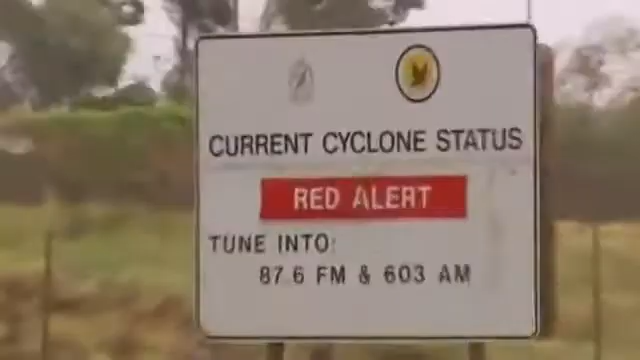 CURRENT CYCLONE STATUS
RED ALERT
TUNE INTO:
87.6 FM & 603 AM